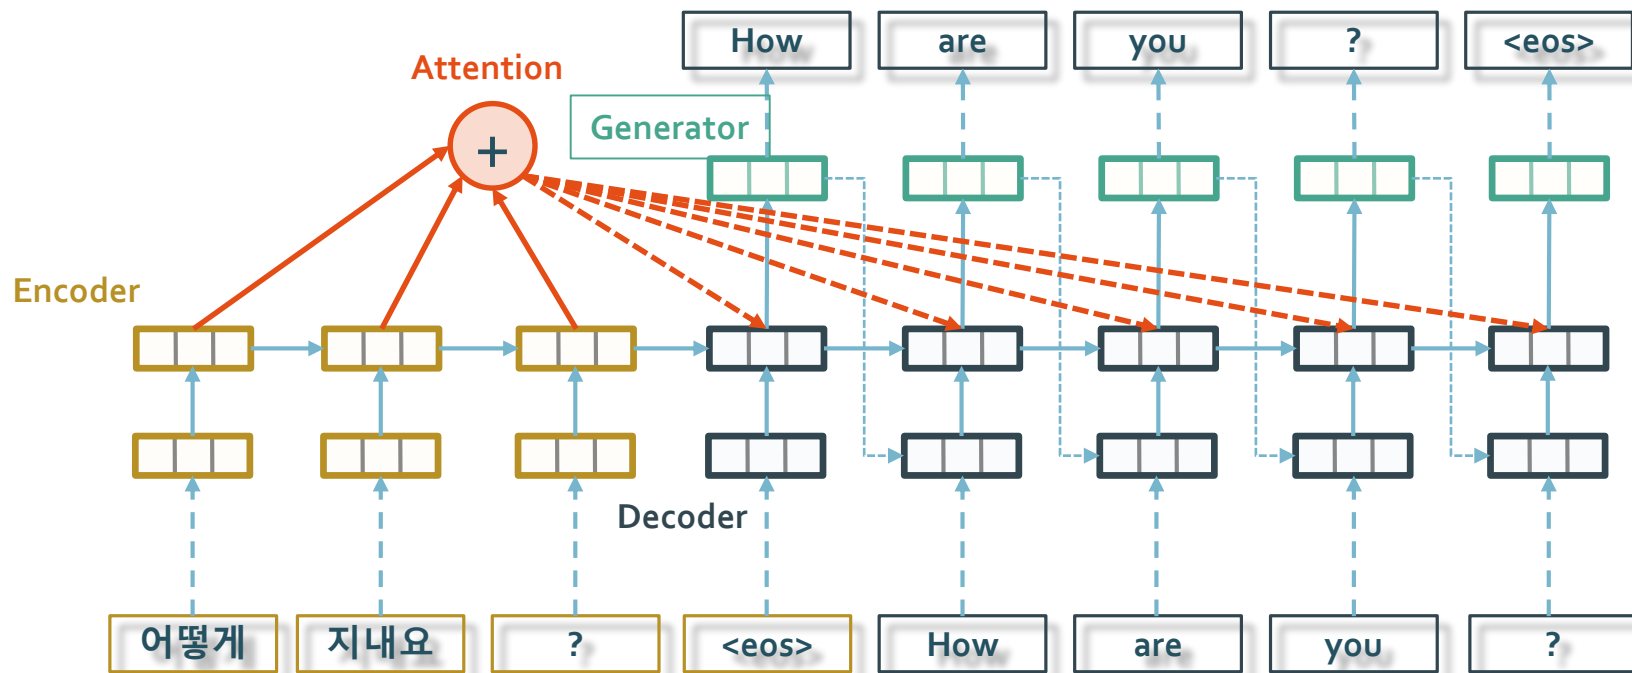 How are you ? <eos>
Attention
+
Generator
Encoder
Decoder
어떻게 지내요 ? <eos> How are you ?